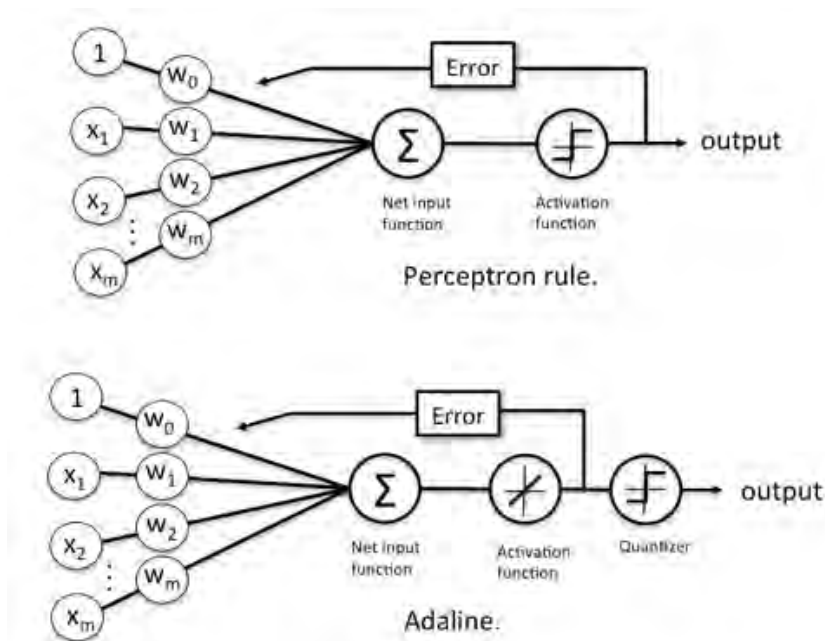 1
w0
Error
x1
w1
Σ
output
x2
w2
Net input function
Activation function
⋮
wm
xm
Perceptron rule.
1
w0
Error
x1
w1
Σ
output
x2
w2
Net input function
Activation function
Quantizer
⋮
wm
xm
Adaline.